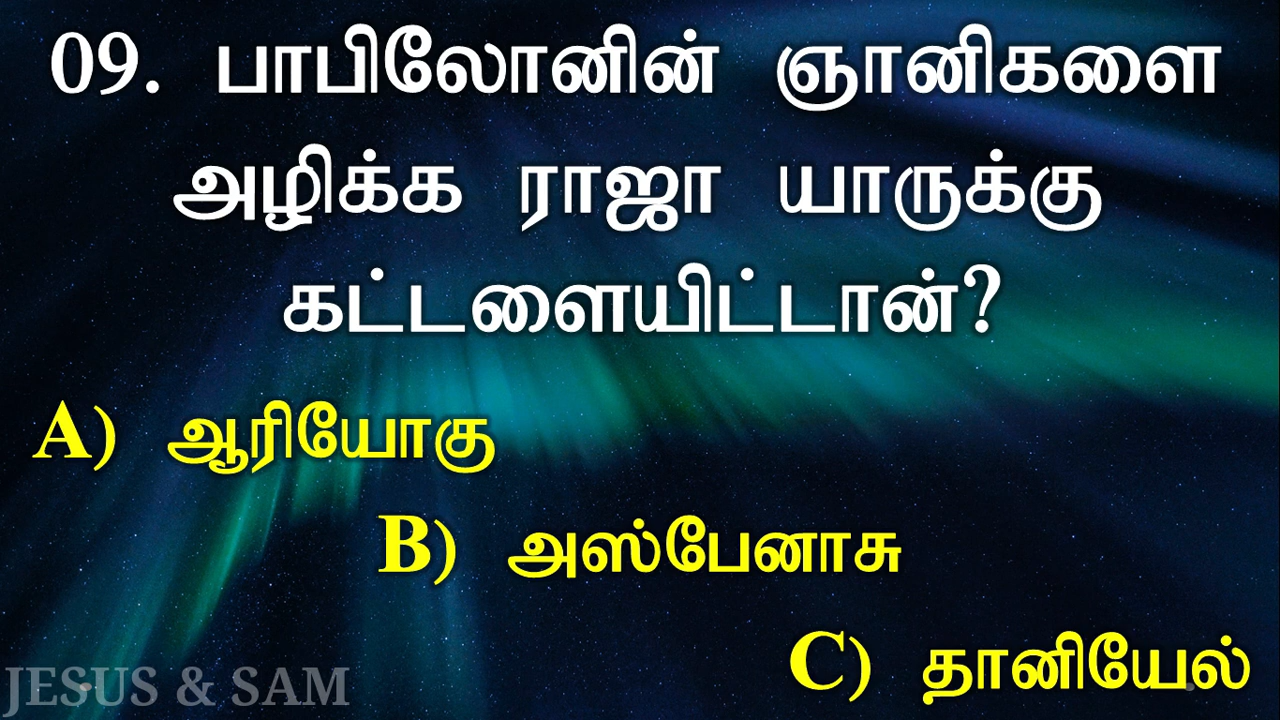 09. பாபிலோனின் ஞானிகளை
அழிக்க ராஜா யாருக்கு
கட்டளையிட்டான்?
A) ஆரியோகு
B) அஸ்பேனாசு
C) தானியேல்
JESUS & SAM